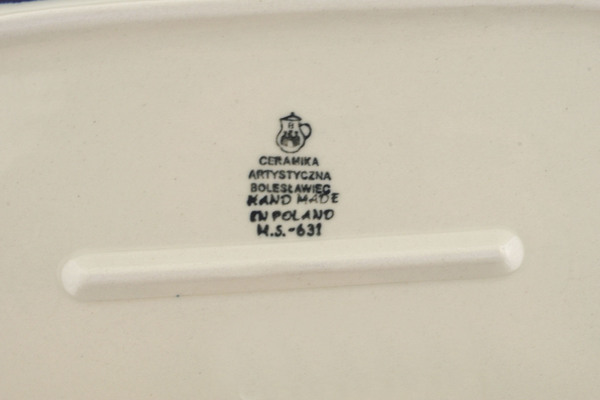 CERAMIKA
ARTYSTYCZNA
BOLESŁAWIEC
HAND MADE
IN POLAND
M.S.-631